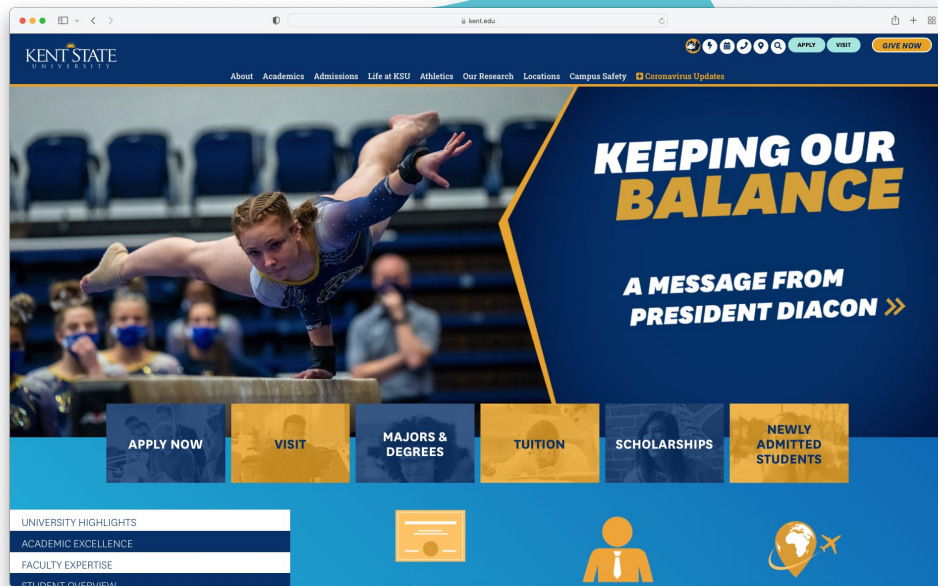 kent.edu
KENT STATE
UNIVERSITY
APPLY
VISIT
GIVE NOW
About Academics Admissions Life at KSU Athletics Our Research Locations Campus Safety Coronavirus Updates
KEEPING OUR
BALANCE
A MESSAGE FROM
PRESIDENT DIACON »
APPLY NOW
VISIT
MAJORS &
DEGREES
TUITION
SCHOLARSHIPS
NEWLY
ADMITTED
STUDENTS
UNIVERSITY HIGHLIGHTS
ACADEMIC EXCELLENCE
FACULTY EXPERTISE
STUDENT OVERVIEW